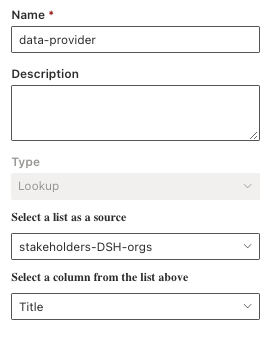 Name *
data-provider
Description
Type
Lookup
Select a list as a source
stakeholders-DSH-orgs
Select a column from the list above
Title